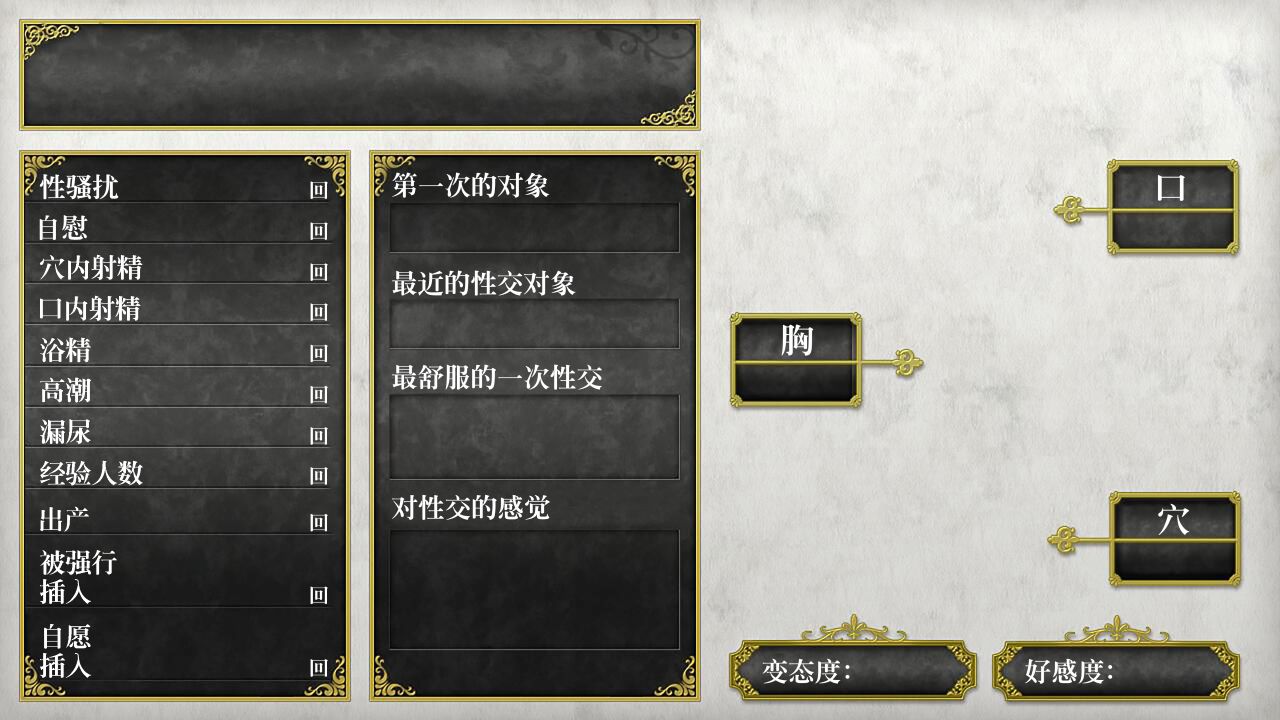 性骚扰 回
自慰 回
穴内射精 回
口内射精 回
浴精 回
高潮 回
漏尿 回
经验人数 回
出产 回
被强行
插入 回
自愿
插入 回
第一次的对象
最近的性交对象
最舒服的一次性交
对性交的感觉
口
胸
穴
变态度：
好感度：